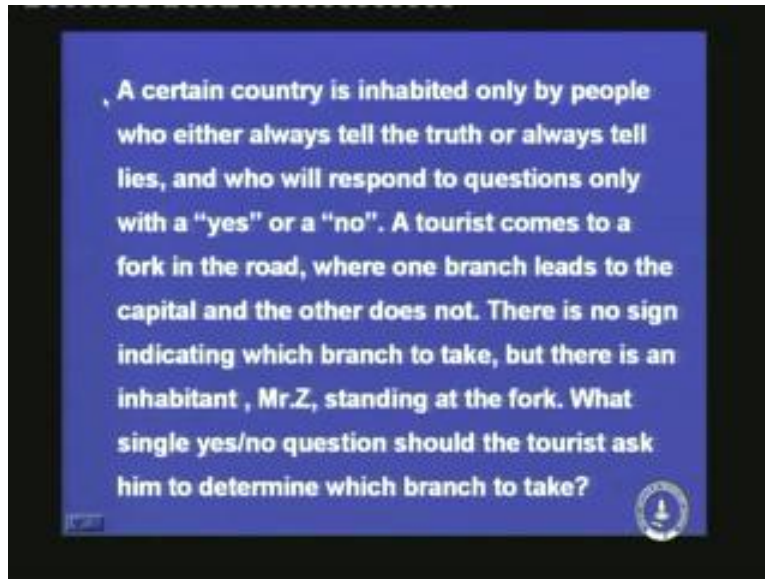 A certain country is inhabited only by people
who either always tell the truth or always tell
lies, and who will respond to questions only
with a “yes” or a “no”. A tourist comes to a
fork in the road, where one branch leads to the
capital and the other does not. There is no sign
indicating which branch to take, but there is an
inhabitant , Mr.Z, standing at the fork. What
single yes/no question should the tourist ask
him to determine which branch to take?